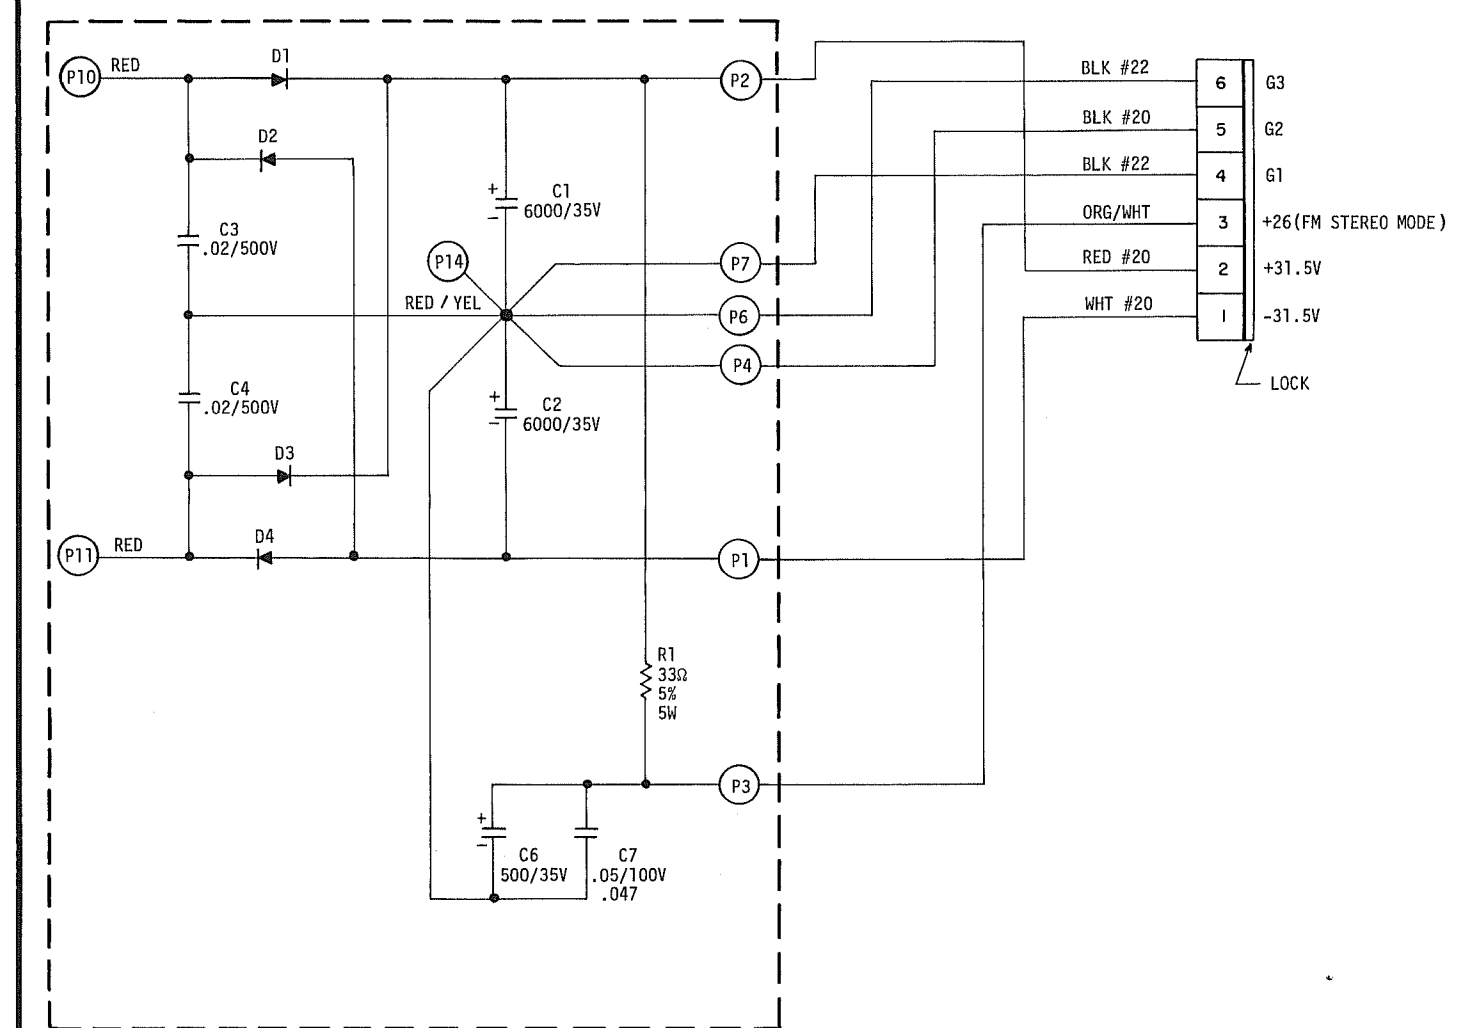 P10 RED
D1
P2
D2
C3
.02/500V
C1
6000/35V
+
−
P14
RED / YEL
P7
P6
P4
C4
.02/500V
C2
6000/35V
+
−
D3
P11 RED
D4
P1
R1
33Ω
5%
5W
P3
+
−
C6
500/35V
C7
.05/100V
.047
BLK #22 6 G3
BLK #20 5 G2
BLK #22 4 G1
ORG/WHT 3 +26(FM STEREO MODE)
RED #20 2 +31.5V
WHT #20 1 -31.5V
LOCK